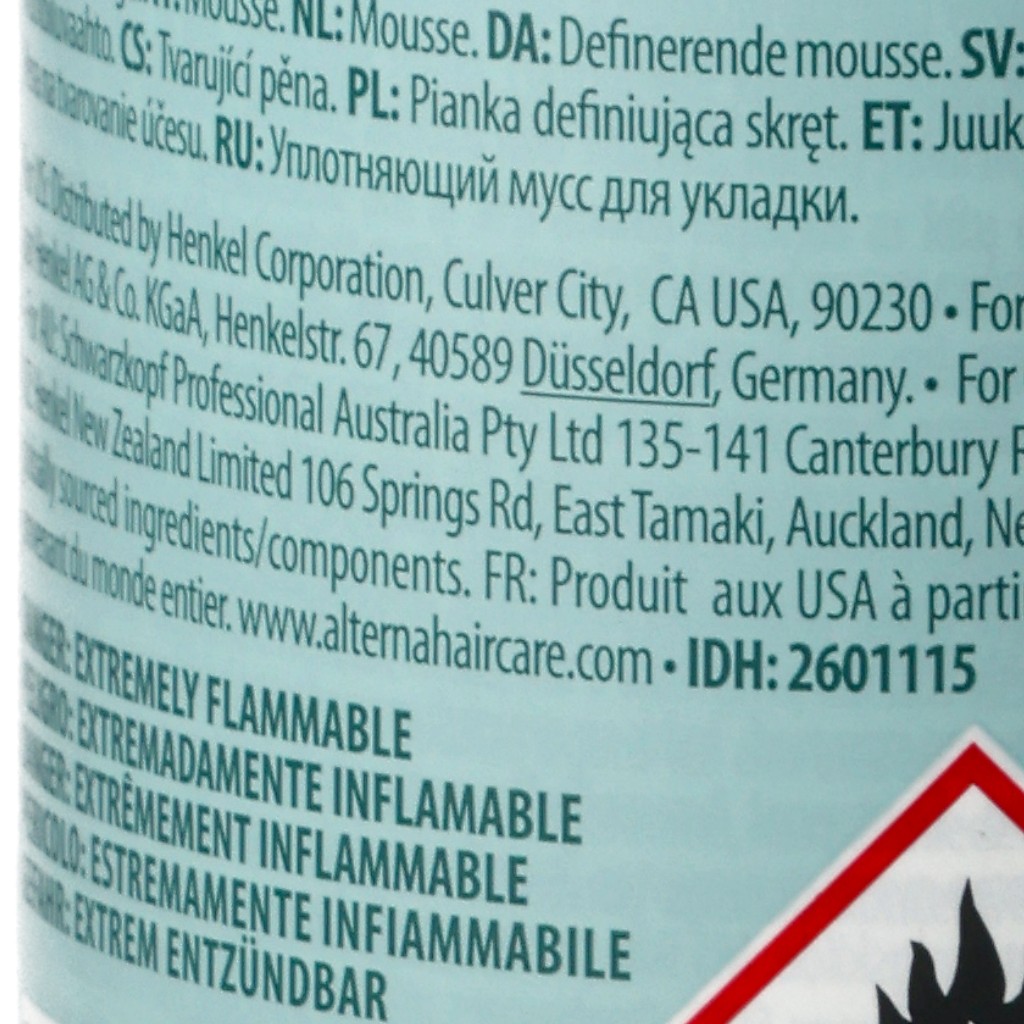 Mousse. NL: Mousse. DA: Definerende mousse. SV:
CS: Tvarující pěna. PL: Pianka definiująca skręt. ET: Juuk
tvarovanie účesu. RU: Уплотняющий мусс для укладки.
Distributed by Henkel Corporation, Culver City, CA USA, 90230 • For
Henkel AG & Co. KGaA, Henkelstr. 67, 40589 Düsseldorf, Germany. • For
Schwarzkopf Professional Australia Pty Ltd 135-141 Canterbury
Henkel New Zealand Limited 106 Springs Rd, East Tamaki, Auckland, Ne
sourced ingredients/components. FR: Produit aux USA à parti
du monde entier. www.alternahaircare.com • IDH: 2601115
EXTREMELY FLAMMABLE
EXTREMADAMENTE INFLAMABLE
EXTRÊMEMENT INFLAMMABLE
ESTREMAMENTE INFIAMMABILE
EXTREM ENTZÜNDBAR